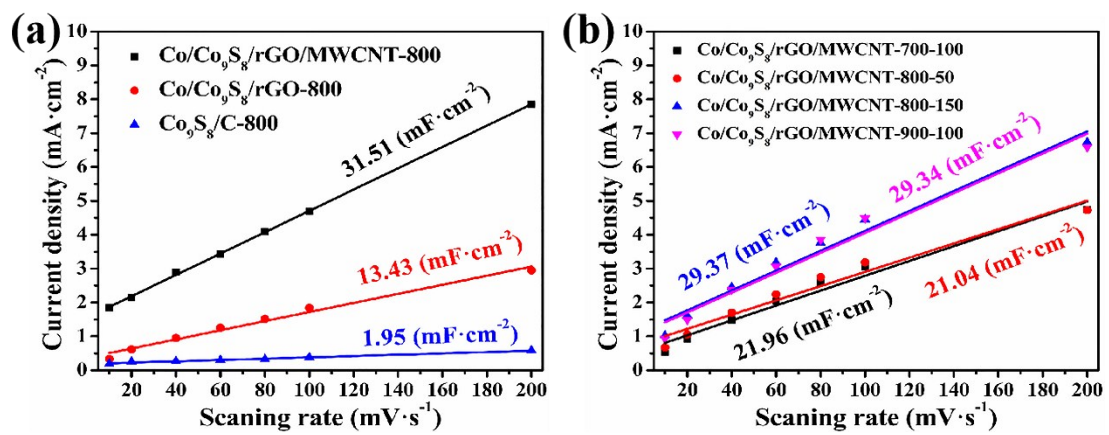 (a)
Current density (mA·cm⁻²)
10
9
8
7
6
5
4
3
2
1
0
Co/Co₉S₈/rGO/MWCNT-800
Co/Co₉S₈/rGO-800
Co₉S₈/C-800
31.51 (mF·cm⁻²)
13.43 (mF·cm⁻²)
1.95 (mF·cm⁻²)
20 40 60 80 100 120 140 160 180 200
Scaning rate (mV·s⁻¹)
(b)
Current density (mA·cm⁻²)
10
9
8
7
6
5
4
3
2
1
0
Co/Co₉S₈/rGO/MWCNT-700-100
Co/Co₉S₈/rGO/MWCNT-800-50
Co/Co₉S₈/rGO/MWCNT-800-150
Co/Co₉S₈/rGO/MWCNT-900-100
29.34 (mF·cm⁻²)
29.37 (mF·cm⁻²)
21.04 (mF·cm⁻²)
21.96 (mF·cm⁻²)
20 40 60 80 100 120 140 160 180 200
Scaning rate (mV·s⁻¹)